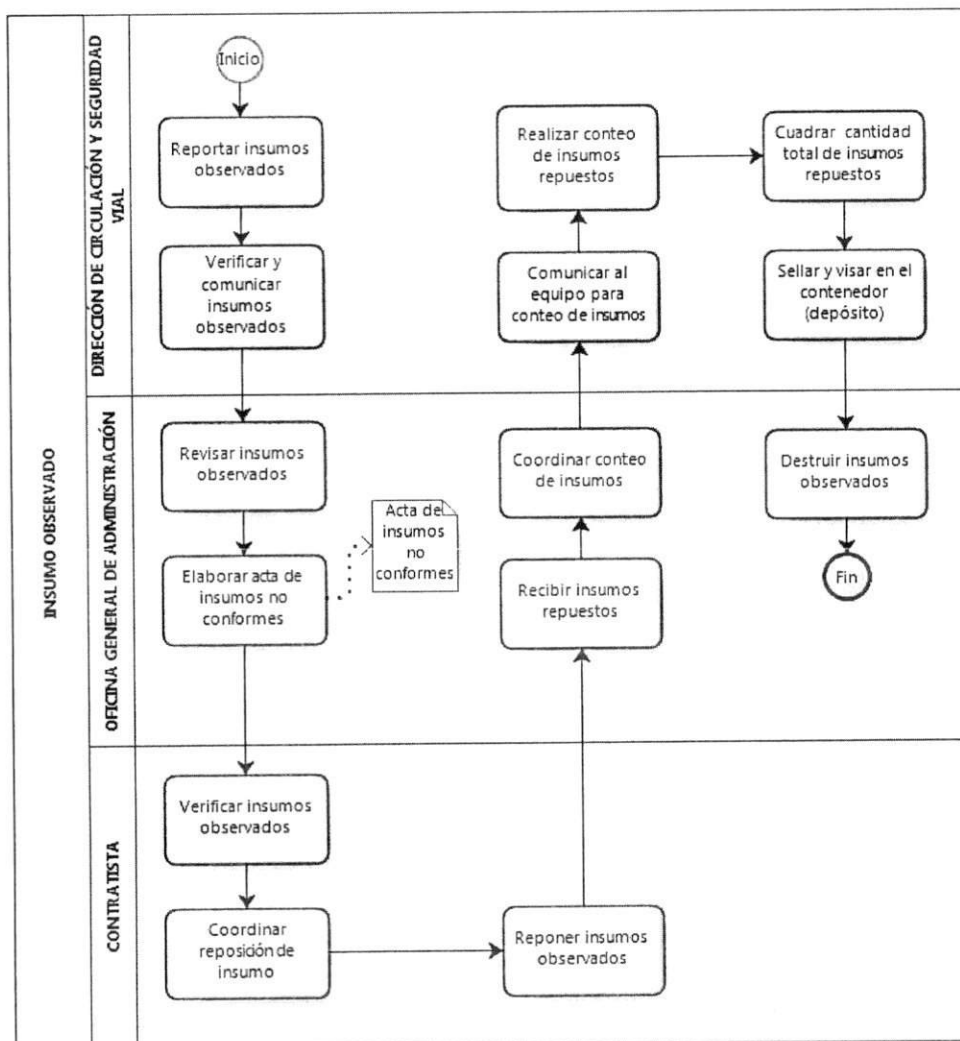 INSUMO OBSERVADO
DIRECCIÓN DE CIRCULACIÓN Y SEGURIDAD
VIAL
Inicio
Reportar insumos
observados
Verificar y
comunicar
insumos
observados
Realizar conteo
de insumos
repuestos
Comunicar al
equipo para
conteo de insumos
Cuadrar cantidad
total de insumos
repuestos
Sellar y visar en el
contenedor
(depósito)
OFICINA GENERAL DE ADMINISTRACIÓN
Revisar insumos
observados
Elaborar acta de
insumos no
conformes
Acta de
insumos
no
conformes
Coordinar conteo
de insumos
Recibir insumos
repuestos
Destruir insumos
observados
Fin
CONTRATISTA
Verificar insumos
observados
Coordinar
reposición de
insumo
Reponer insumos
observados